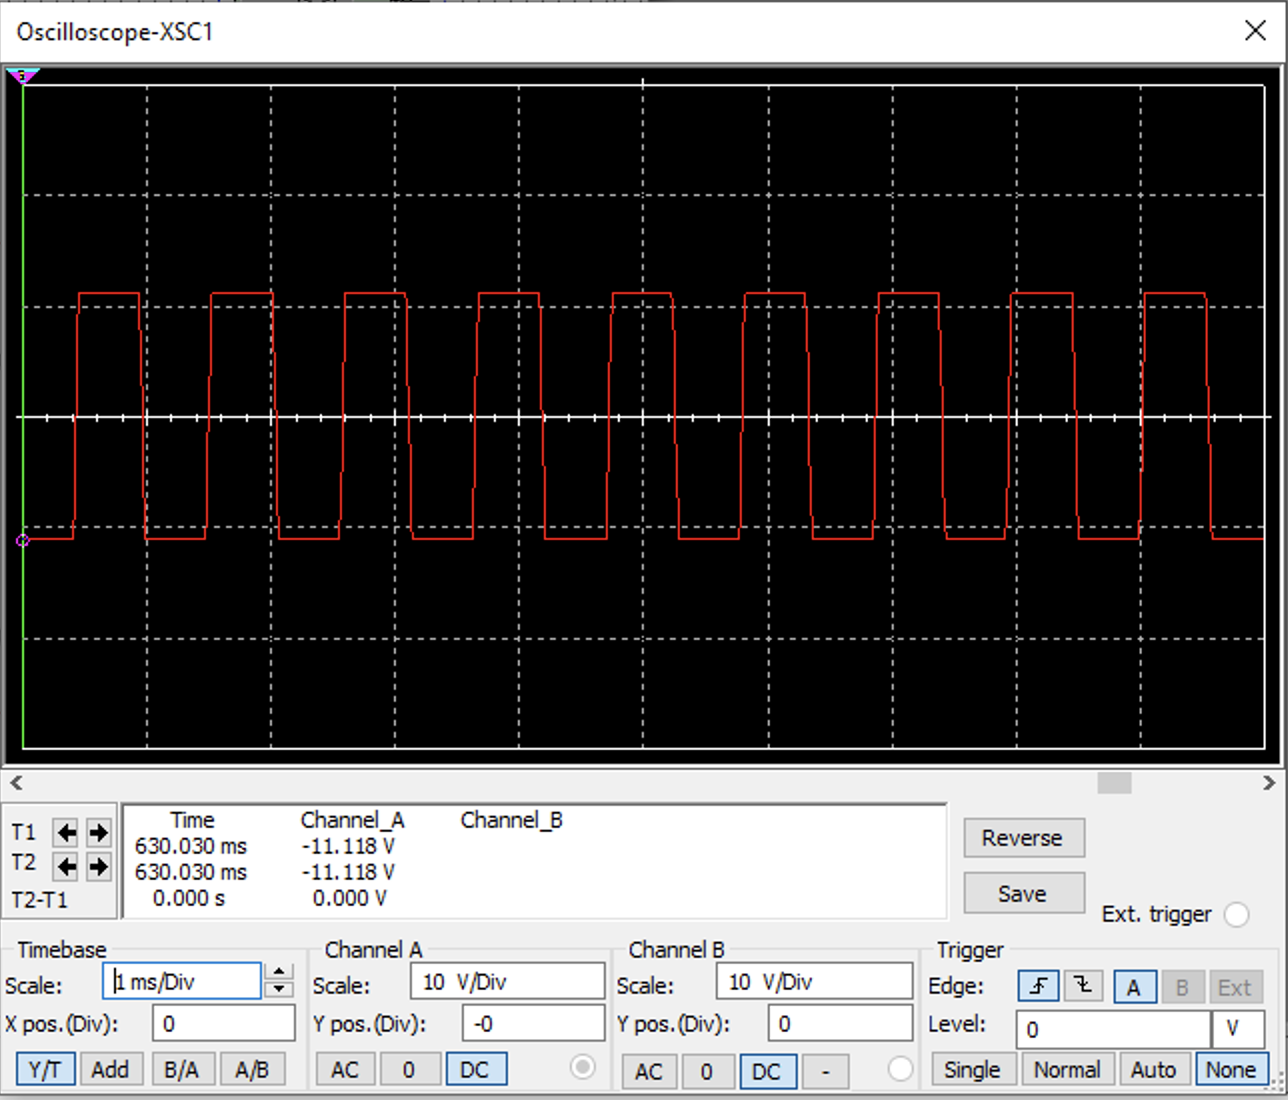 Oscilloscope-XSC1
Time Channel_A Channel_B
T1 630.030 ms -11.118 V
T2 630.030 ms -11.118 V
T2-T1 0.000 s 0.000 V
Reverse
Save
Ext. trigger
Timebase
Scale: 1 ms/Div
X pos.(Div): 0
Y/T Add B/A A/B
Channel A
Scale: 10 V/Div
Y pos.(Div): -0
AC 0 DC
Channel B
Scale: 10 V/Div
Y pos.(Div): 0
AC 0 DC -
Trigger
Edge: A B Ext
Level: 0 V
Single Normal Auto None